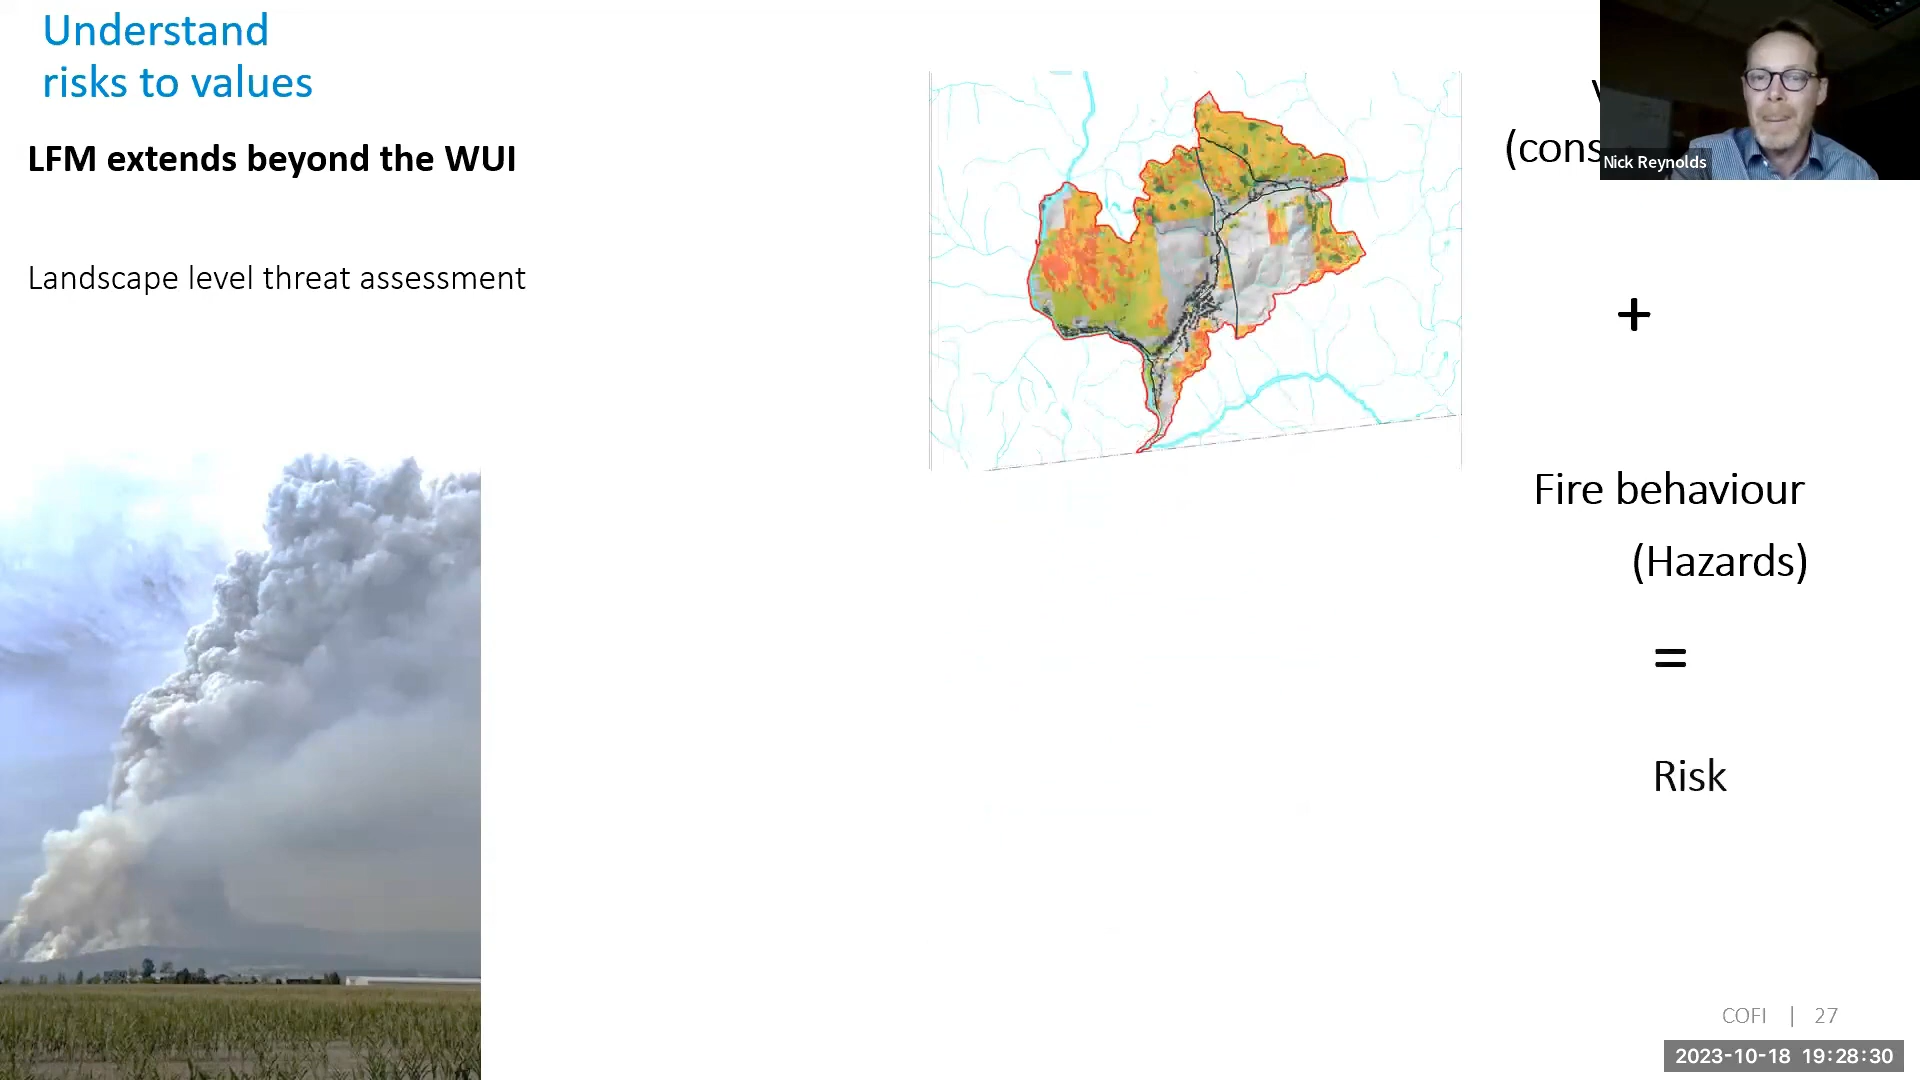 Understand
risks to values
LFM extends beyond the WUI
Landscape level threat assessment
(cons
Nick Reynolds
+
Fire behaviour
(Hazards)
=
Risk
COFI | 27
2023-10-18 19:28:30